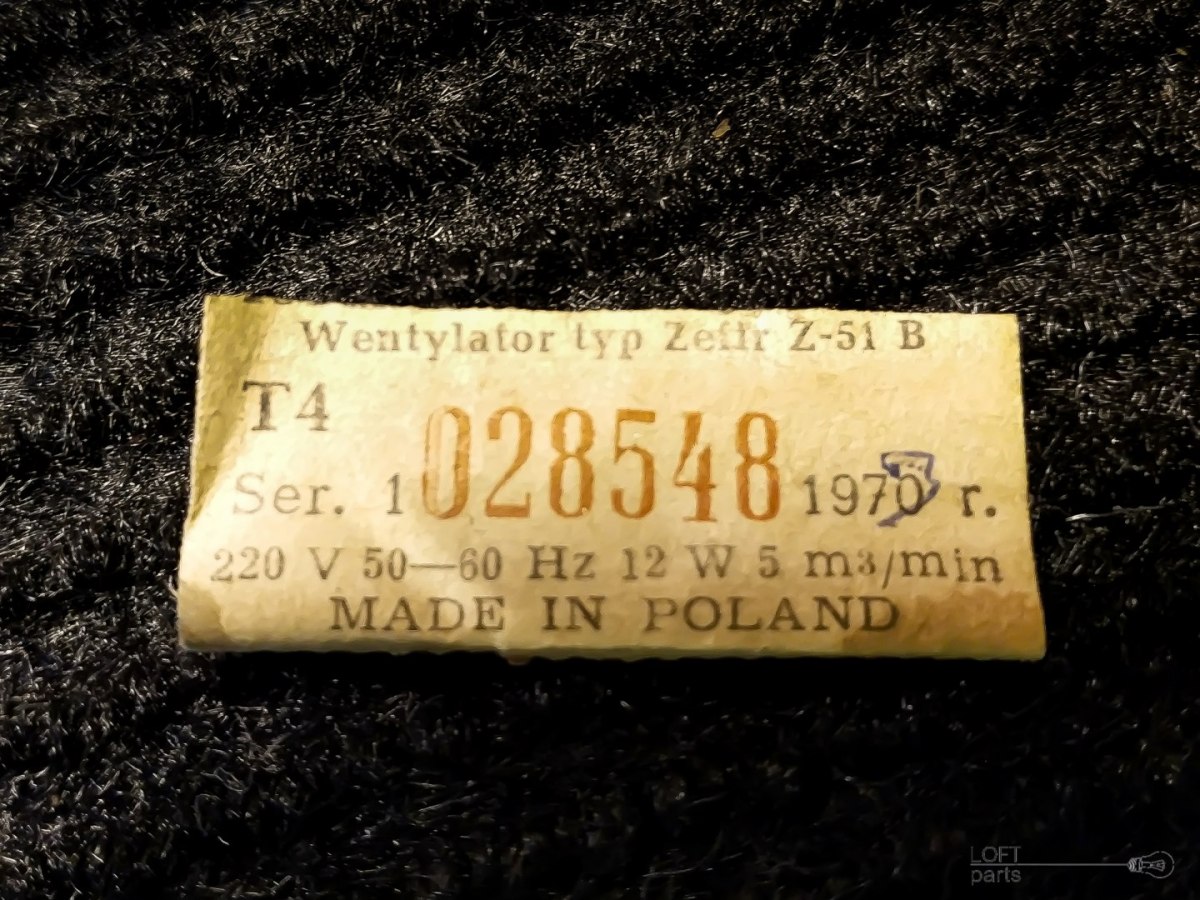 Wentylator typ Zefir Z-51 B
T4
Ser. 1 028548 1970 r.
220 V 50—60 Hz 12 W 5 m3/min
MADE IN POLAND
LOFT
parts